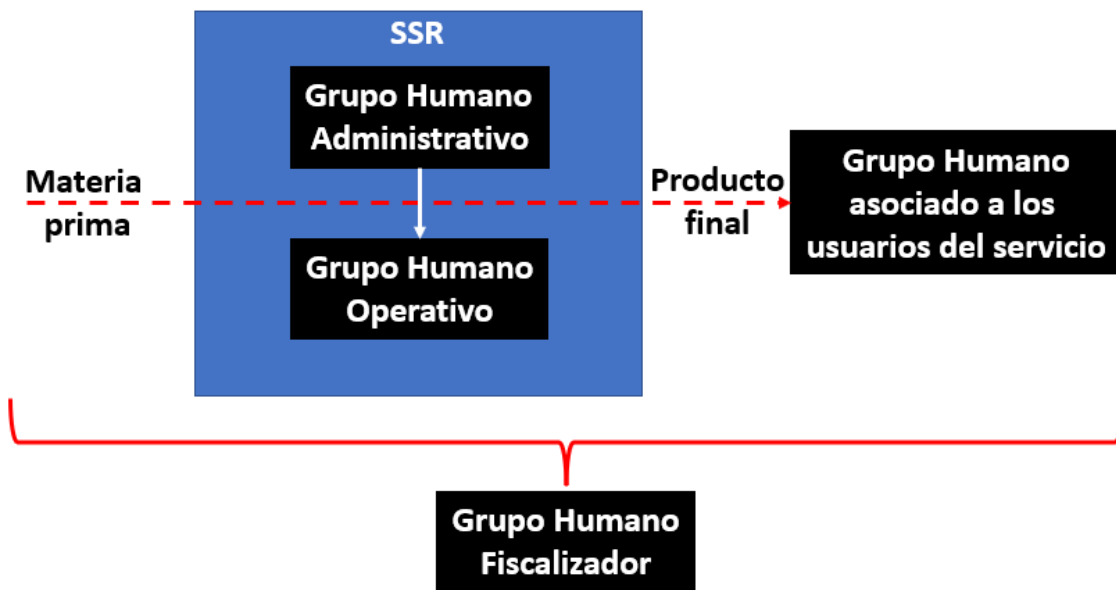 SSR
Grupo Humano
Administrativo
Materia
prima
Grupo Humano
Operativo
Producto
final
Grupo Humano
asociado a los
usuarios del servicio
Grupo Humano
Fiscalizador